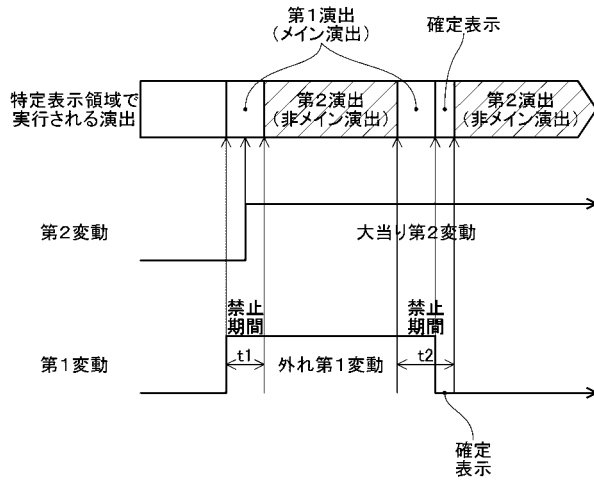 第1演出
(メイン演出)
確定表示
特定表示領域で
実行される演出
第2演出
(非メイン演出)
第2演出
(非メイン演出)
第2変動
大当り第2変動
禁止
期間
禁止
期間
第1変動
t1
外れ第1変動
t2
確定
表示